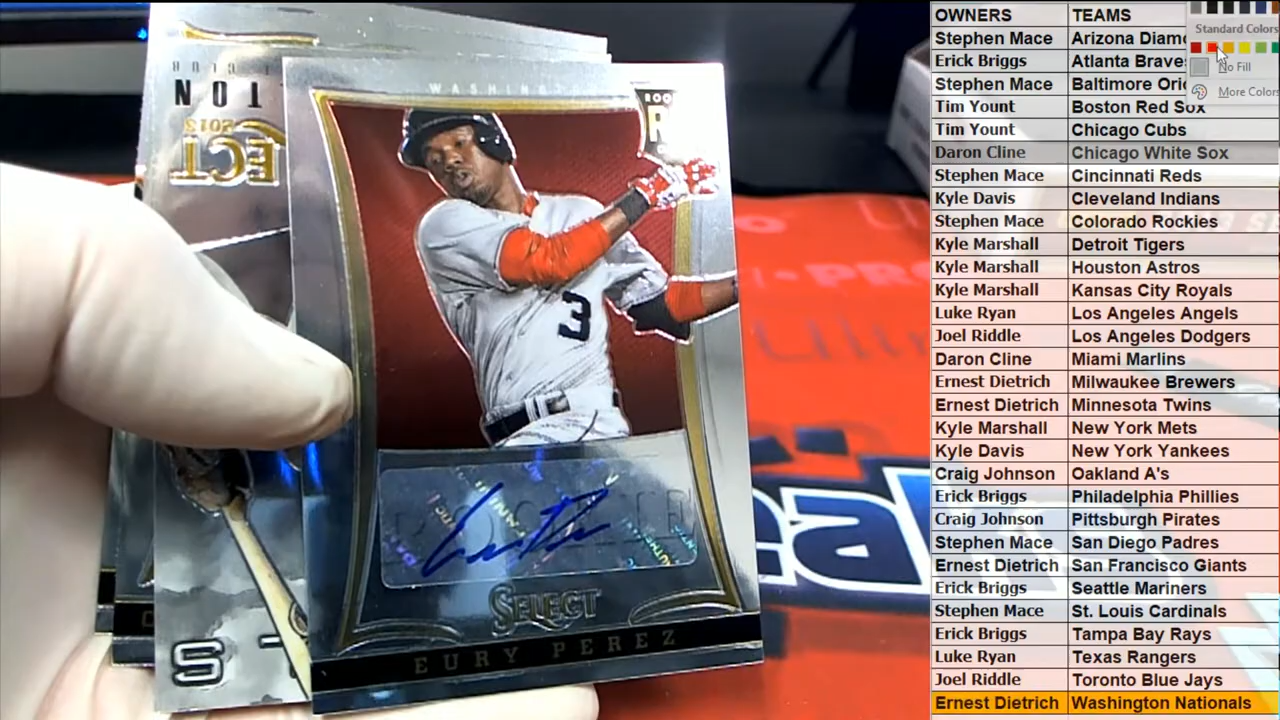 OWNERS TEAMS
Stephen Mace Arizona Diam
Erick Briggs Atlanta Brave
Stephen Mace Baltimore Ori
Tim Yount Boston Red Sox
Tim Yount Chicago Cubs
Daron Cline Chicago White Sox
Stephen Mace Cincinnati Reds
Kyle Davis Cleveland Indians
Stephen Mace Colorado Rockies
Kyle Marshall Detroit Tigers
Kyle Marshall Houston Astros
Kyle Marshall Kansas City Royals
Luke Ryan Los Angeles Angels
Joel Riddle Los Angeles Dodgers
Daron Cline Miami Marlins
Ernest Dietrich Milwaukee Brewers
Ernest Dietrich Minnesota Twins
Kyle Marshall New York Mets
Kyle Davis New York Yankees
Craig Johnson Oakland A's
Erick Briggs Philadelphia Phillies
Craig Johnson Pittsburgh Pirates
Stephen Mace San Diego Padres
Ernest Dietrich San Francisco Giants
Erick Briggs Seattle Mariners
Stephen Mace St. Louis Cardinals
Erick Briggs Tampa Bay Rays
Luke Ryan Texas Rangers
Joel Riddle Toronto Blue Jays
Ernest Dietrich Washington Nationals
Standard Colors
No Fill
More Colors
WASHINGT
ROO
R
3
SELECT
EURY PEREZ
TON
2013
ECT
S
eal